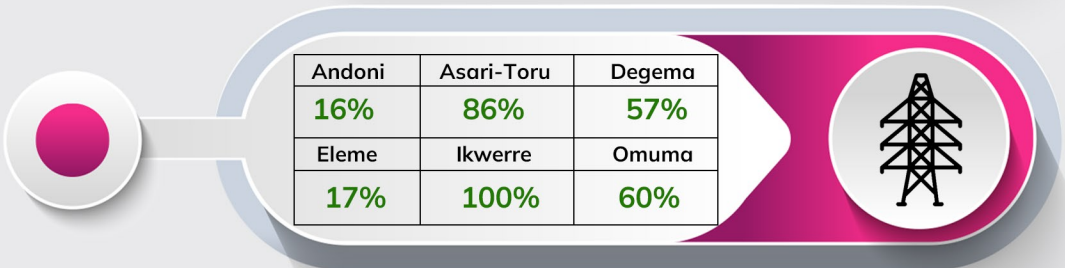 Andoni Asari-Toru Degema
16% 86% 57%
Eleme Ikwerre Omuma
17% 100% 60%